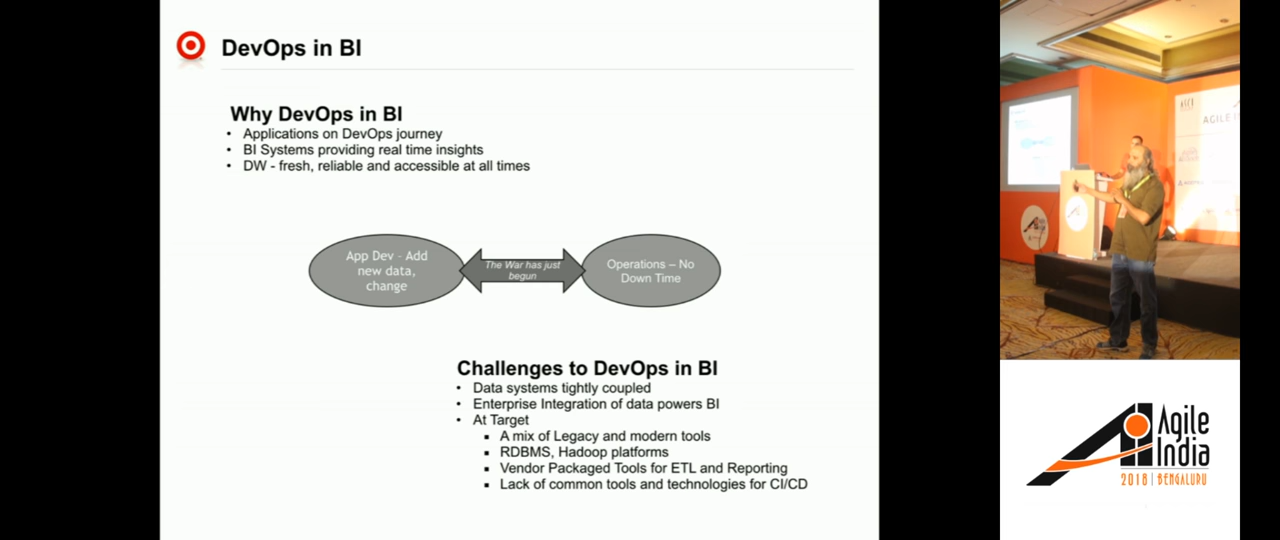 DevOps in BI
Why DevOps in BI
• Applications on DevOps journey
• BI Systems providing real time insights
• DW - fresh, reliable and accessible at all times
App Dev - Add
new data,
change
The War has just
begun
Operations – No
Down Time
Challenges to DevOps in BI
• Data systems tightly coupled
• Enterprise Integration of data powers BI
• At Target
▪ A mix of Legacy and modern tools
▪ RDBMS, Hadoop platforms
▪ Vendor Packaged Tools for ETL and Reporting
▪ Lack of common tools and technologies for CI/CD
AGILE
Agile
India
2018 | BENGALURU